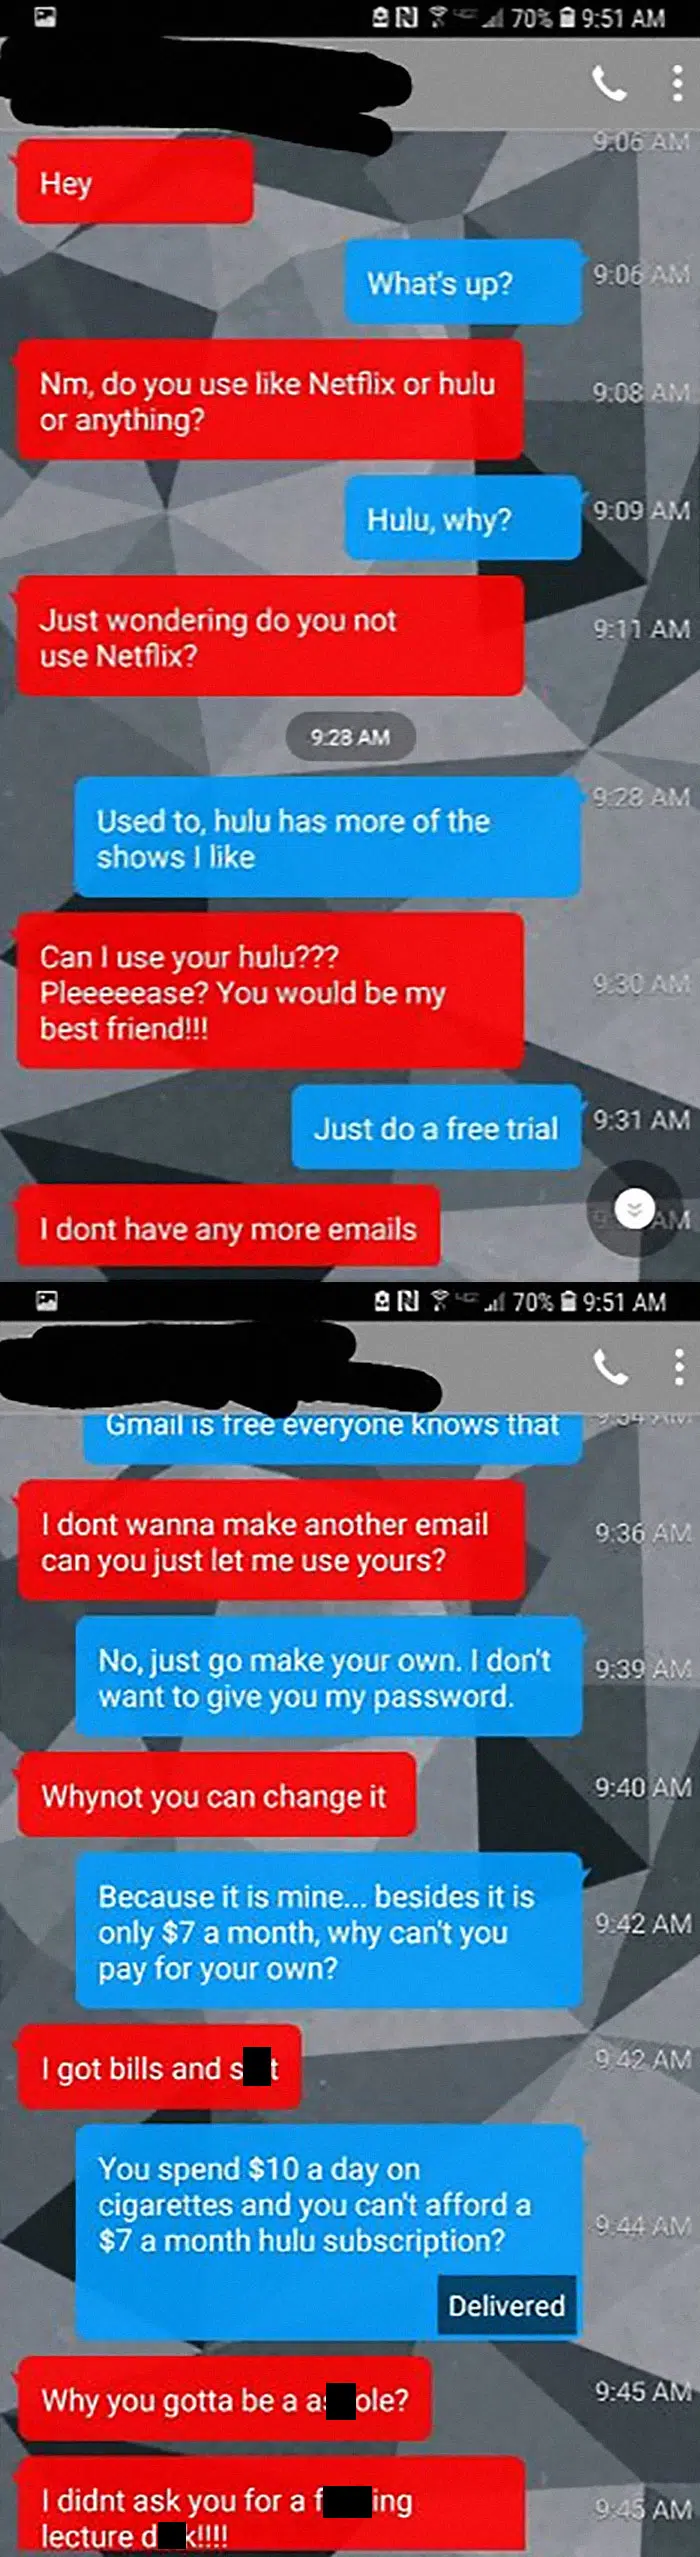 70% 9:51 AM
9:06 AM
Hey
What's up?
9:06 AM
Nm, do you use like Netflix or hulu
or anything?
9:08 AM
Hulu, why?
9:09 AM
Just wondering do you not
use Netflix?
9:11 AM
9:28 AM
9:28 AM
Used to, hulu has more of the
shows I like
Can I use your hulu???
Pleeeeease? You would be my
best friend!!!
9:30 AM
Just do a free trial
9:31 AM
I dont have any more emails
AM
70% 9:51 AM
Gmail is free everyone knows that
I dont wanna make another email
can you just let me use yours?
9:36 AM
No, just go make your own. I don't
want to give you my password.
9:39 AM
Whynot you can change it
9:40 AM
Because it is mine... besides it is
only $7 a month, why can't you
pay for your own?
9:42 AM
I got bills and s t
9:42 AM
You spend $10 a day on
cigarettes and you can't afford a
$7 a month hulu subscription?
9:44 AM
Delivered
Why you gotta be a as ole?
9:45 AM
I didnt ask you for a f ing
lecture d k!!!!
9:45 AM